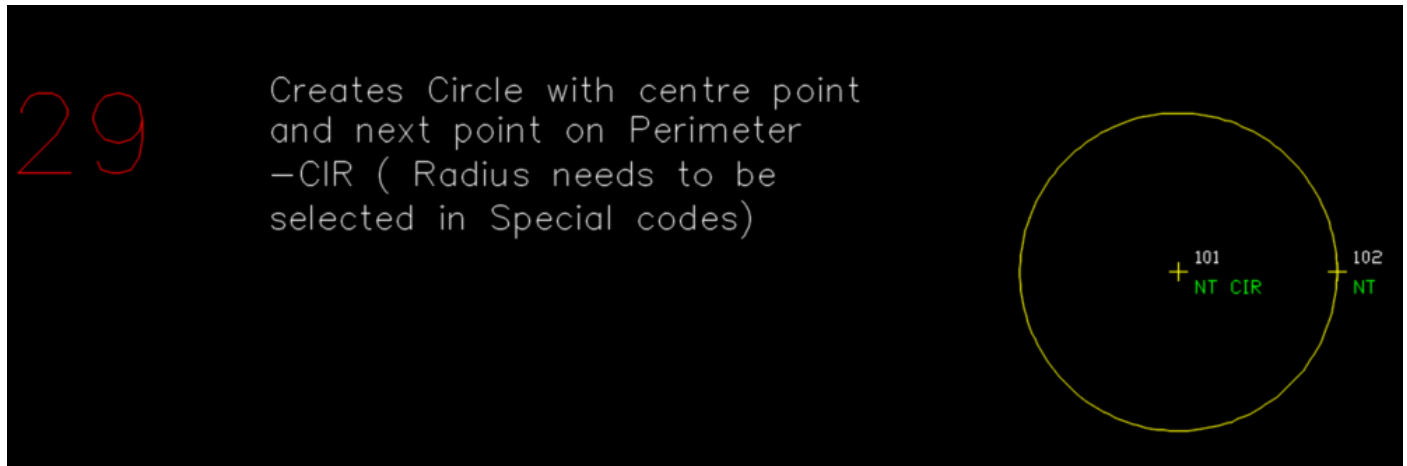 29
Creates Circle with centre point
and next point on Perimeter
-CIR ( Radius needs to be
selected in Special codes)
101
NT CIR
102
NT